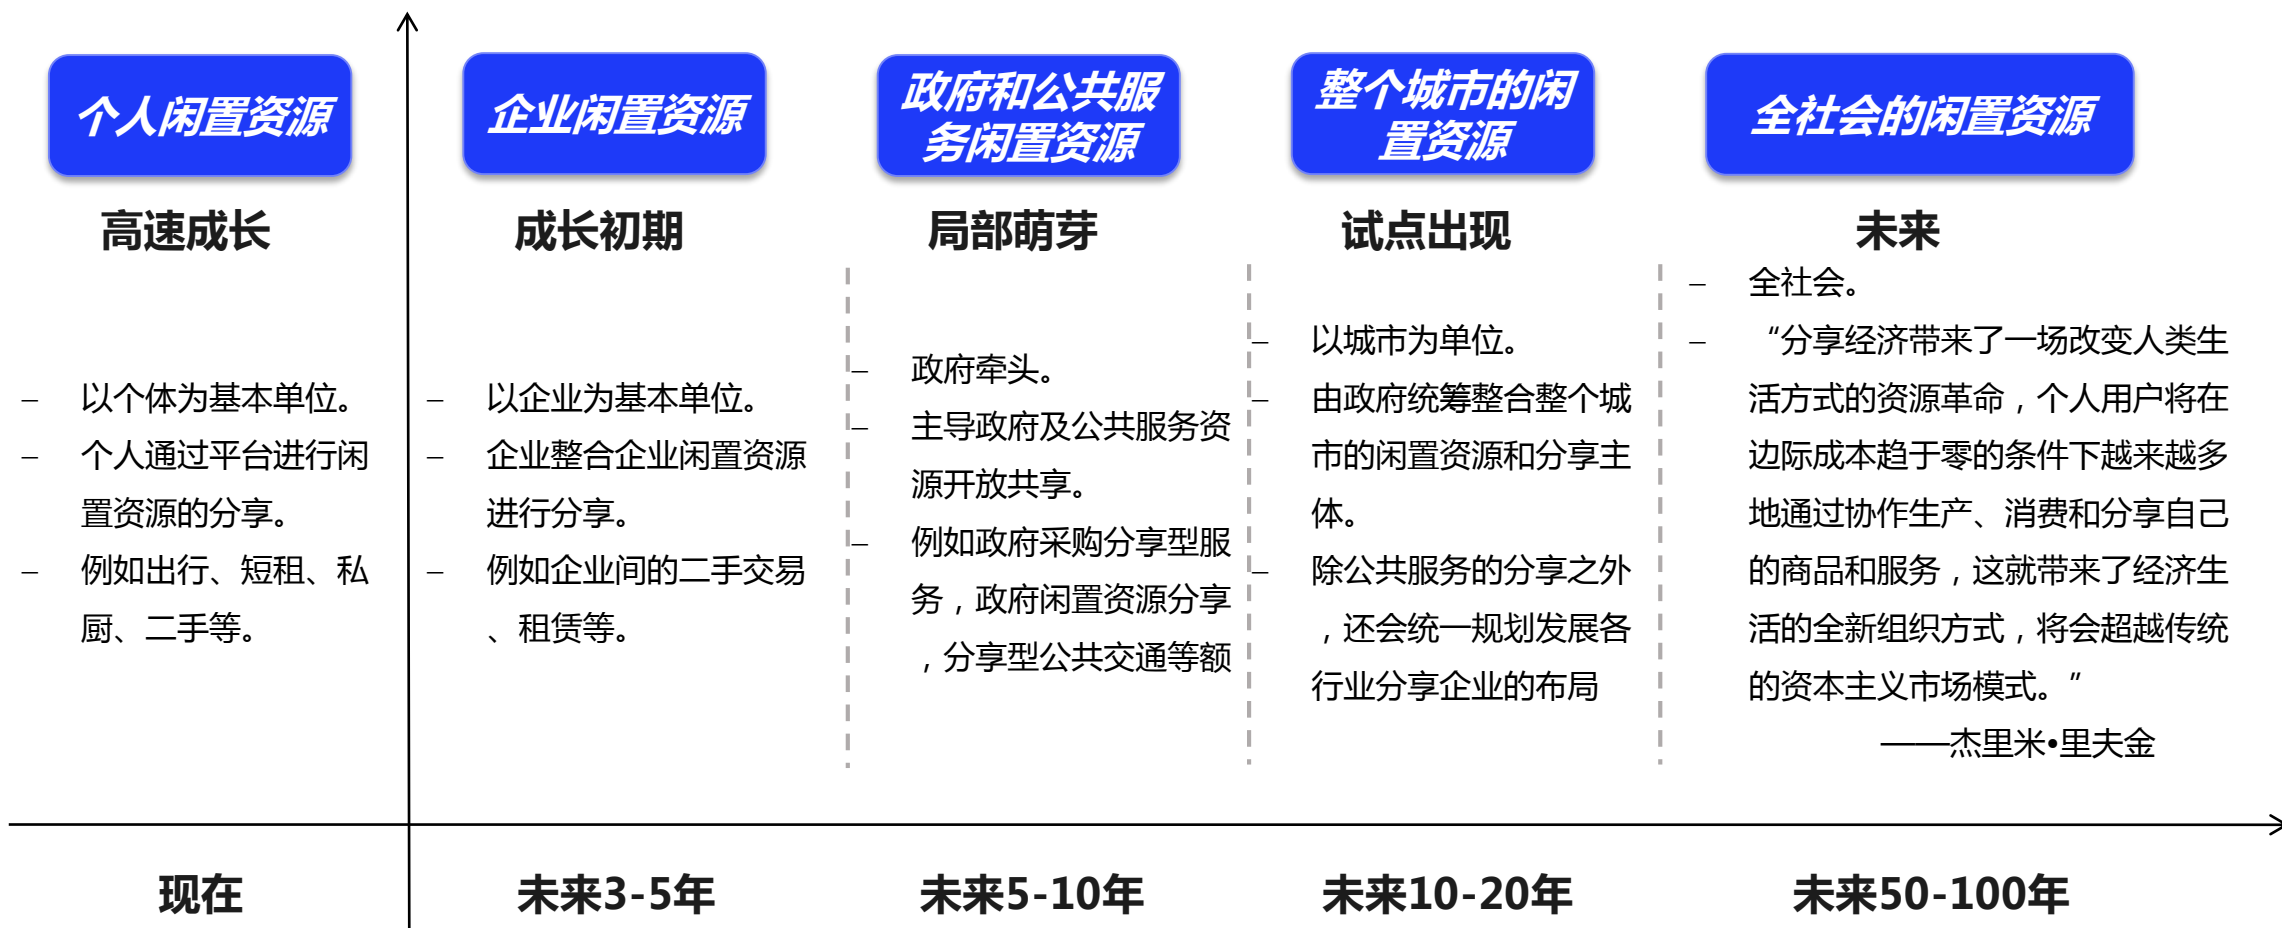 个人闲置资源
高速成长
– 以个体为基本单位。
– 个人通过平台进行闲
置资源的分享。
– 例如出行、短租、私
厨、二手等。
现在
企业闲置资源
成长初期
– 以企业为基本单位。
– 企业整合企业闲置资源
进行分享。
– 例如企业间的二手交易
、租赁等。
未来3-5年
政府和公共服
务闲置资源
局部萌芽
– 政府牵头。
– 主导政府及公共服务资
源开放共享。
– 例如政府采购分享型服
务，政府闲置资源分享
，分享型公共交通等额
未来5-10年
整个城市的闲
置资源
试点出现
– 以城市为单位。
– 由政府统筹整合整个城
市的闲置资源和分享主
体。
– 除公共服务的分享之外
，还会统一规划发展各
行业分享企业的布局
未来10-20年
全社会的闲置资源
未来
– 全社会。
– “分享经济带来了一场改变人类生
活方式的资源革命，个人用户将在
边际成本趋于零的条件下越来越多
地通过协作生产、消费和分享自己
的商品和服务，这就带来了经济生
活的全新组织方式，将会超越传统
的资本主义市场模式。”
——杰里米•里夫金
未来50-100年